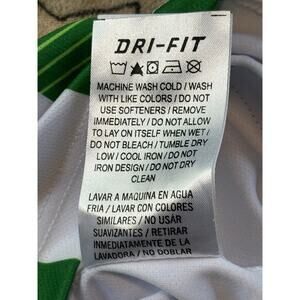 DRI-FIT
MACHINE WASH COLD / WASH
WITH LIKE COLORS / DO NOT
USE SOFTENERS / REMOVE
IMMEDIATELY / DO NOT ALLOW
TO LAY ON ITSELF WHEN WET /
DO NOT BLEACH / TUMBLE DRY
LOW / COOL IRON / DO NOT
IRON DESIGN / DO NOT DRY
CLEAN
LAVAR A MAQUINA EN AGUA
FRIA / LAVAR CON COLORES
SIMILARES / NO USÁR
SUAVIZANTES / RETIRAR
INMEDIATAMENTE DE LA
LAVADORA / NO DOBLAR